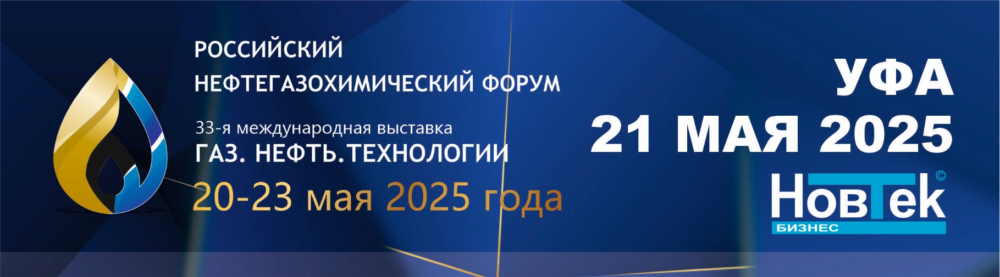 РОССИЙСКИЙ
НЕФТЕГАЗОХИМИЧЕСКИЙ ФОРУМ
33-я международная выставка
ГАЗ. НЕФТЬ.ТЕХНОЛОГИИ
20-23 мая 2025 года
УФА
21 МАЯ 2025
НовТеk©
БИЗНЕС